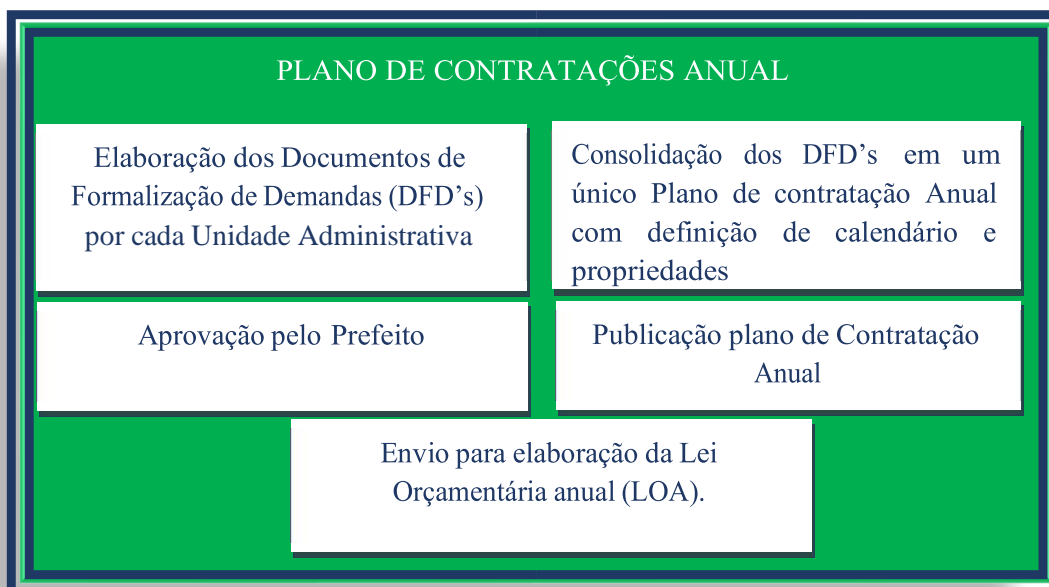 PLANO DE CONTRATAÇÕES ANUAL
Elaboração dos Documentos de
Formalização de Demandas (DFD’s)
por cada Unidade Administrativa
Consolidação dos DFD’s em um
único Plano de contratação Anual
com definição de calendário e
propriedades
Aprovação pelo Prefeito
Publicação plano de Contratação
Anual
Envio para elaboração da Lei
Orçamentária anual (LOA).